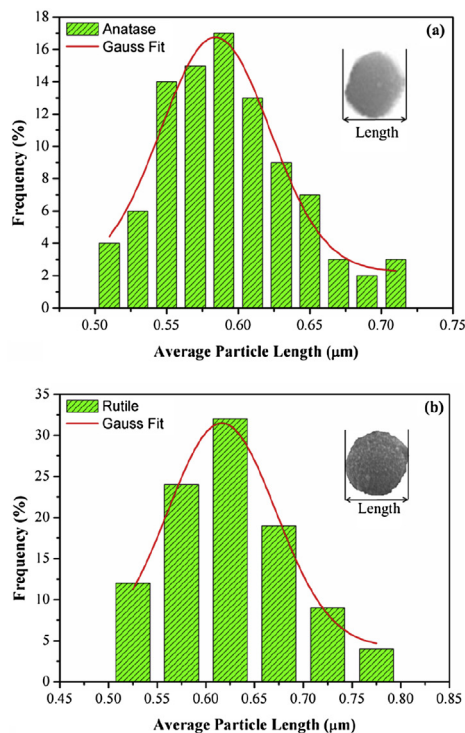 (a)
Anatase
Gauss Fit
Length
Frequency (%)
18
16
14
12
10
8
6
4
2
0
0.50 0.55 0.60 0.65 0.70 0.75
Average Particle Length (μm)
(b)
Rutile
Gauss Fit
Length
Frequency (%)
35
30
25
20
15
10
5
0
0.45 0.50 0.55 0.60 0.65 0.70 0.75 0.80 0.85
Average Particle Length (μm)